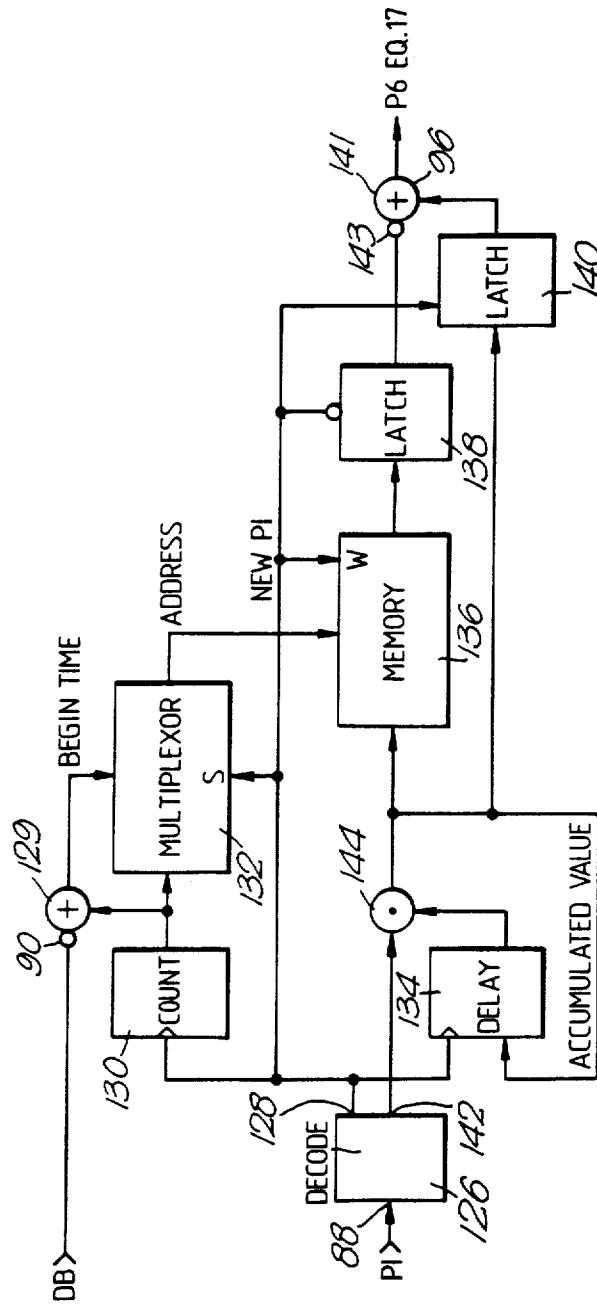 DB>
90
129
BEGIN TIME
130
COUNT
MULTIPLEXOR
S
132
ADDRESS
NEW PI
128
DECODE
PI>
88
126
142
134
DELAY
144
ACCUMULATED VALUE
MEMORY
W
136
LATCH
138
LATCH
140
143
141
96
P6 EQ.17